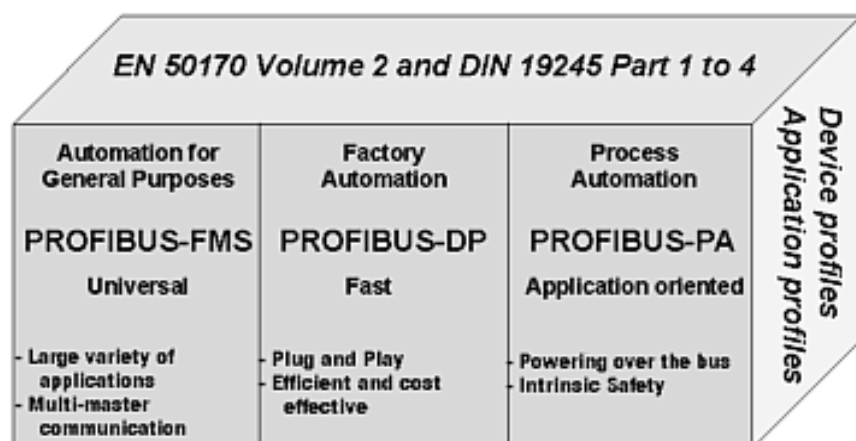 EN 50170 Volume 2 and DIN 19245 Part 1 to 4
Automation for
General Purposes
PROFIBUS-FMS
Universal
- Large variety of
applications
- Multi-master
communication
Factory
Automation
PROFIBUS-DP
Fast
- Plug and Play
- Efficient and cost
effective
Process
Automation
PROFIBUS-PA
Application oriented
- Powering over the bus
- Intrinsic Safety
Device profiles
Application profiles